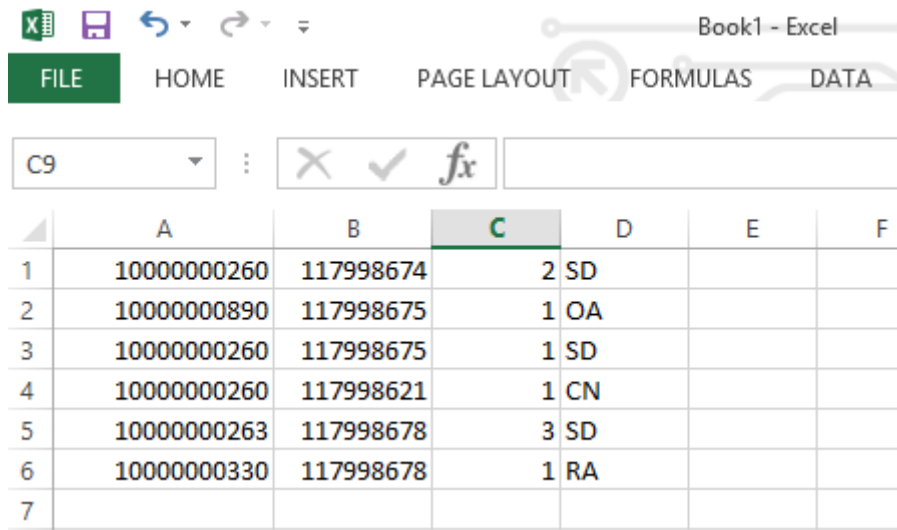 Book1 - Excel
FILE HOME INSERT PAGE LAYOUT FORMULAS DATA
C9 fx
A B C D E F
1 10000000260 117998674 2 SD
2 10000000890 117998675 1 OA
3 10000000260 117998675 1 SD
4 10000000260 117998621 1 CN
5 10000000263 117998678 3 SD
6 10000000330 117998678 1 RA
7